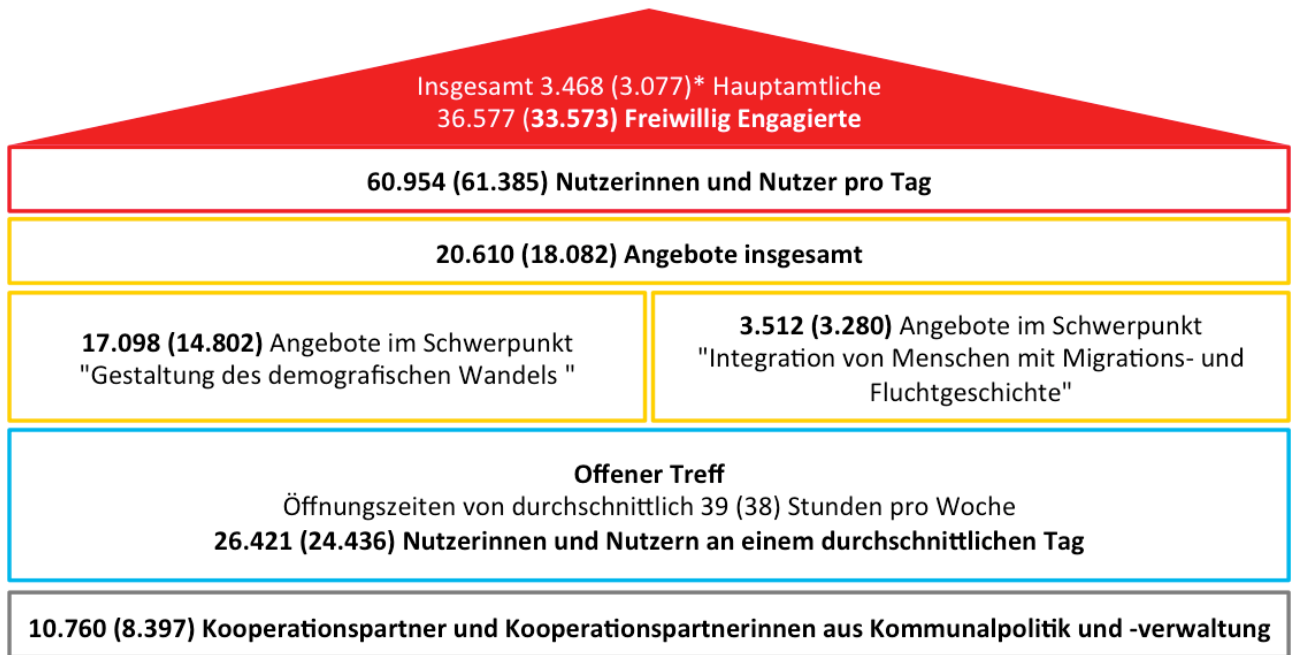 Insgesamt 3.468 (3.077)* Hauptamtliche
36.577 (33.573) Freiwillig Engagierte
60.954 (61.385) Nutzerinnen und Nutzer pro Tag
20.610 (18.082) Angebote insgesamt
17.098 (14.802) Angebote im Schwerpunkt
"Gestaltung des demografischen Wandels "
3.512 (3.280) Angebote im Schwerpunkt
"Integration von Menschen mit Migrations- und
Fluchtgeschichte"
Offener Treff
Öffnungszeiten von durchschnittlich 39 (38) Stunden pro Woche
26.421 (24.436) Nutzerinnen und Nutzern an einem durchschnittlichen Tag
10.760 (8.397) Kooperationspartner und Kooperationspartnerinnen aus Kommunalpolitik und -verwaltung